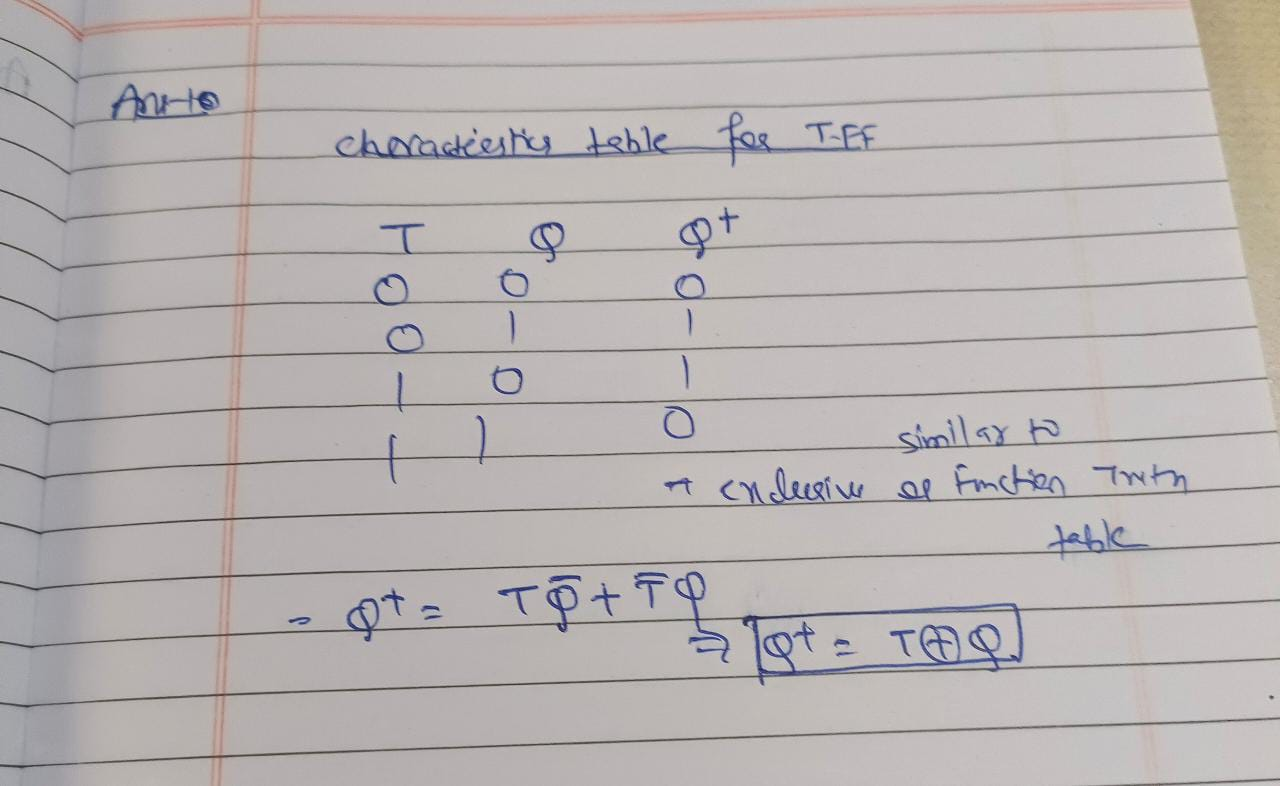 Ans-10
charactéestics table for T-FF
T Q Q+
0 0 0
0 1 1
1 0 1
1 1 0
similar to
exclusive or Function Truth
table
- Q+ = TQ̅ + T̅Q
⇒ Q+ = T⊕Q